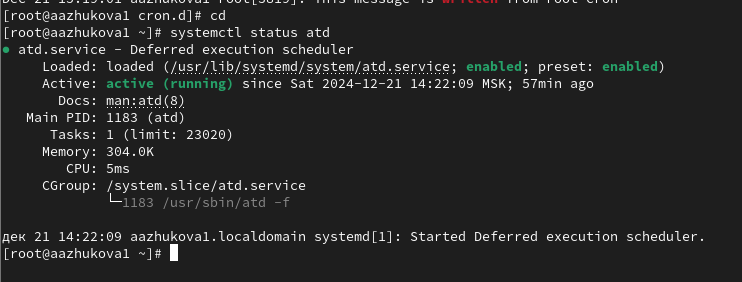 [root@aazhukova1 cron.d]# cd
[root@aazhukova1 ~]# systemctl status atd
● atd.service – Deferred execution scheduler
Loaded: loaded (/usr/lib/systemd/system/atd.service; enabled; preset: enabled)
Active: active (running) since Sat 2024-12-21 14:22:09 MSK; 57min ago
Docs: man:atd(8)
Main PID: 1183 (atd)
Tasks: 1 (limit: 23020)
Memory: 304.0K
CPU: 5ms
CGroup: /system.slice/atd.service
└─1183 /usr/sbin/atd -f
дек 21 14:22:09 aazhukova1.localdomain systemd[1]: Started Deferred execution scheduler.
[root@aazhukova1 ~]#